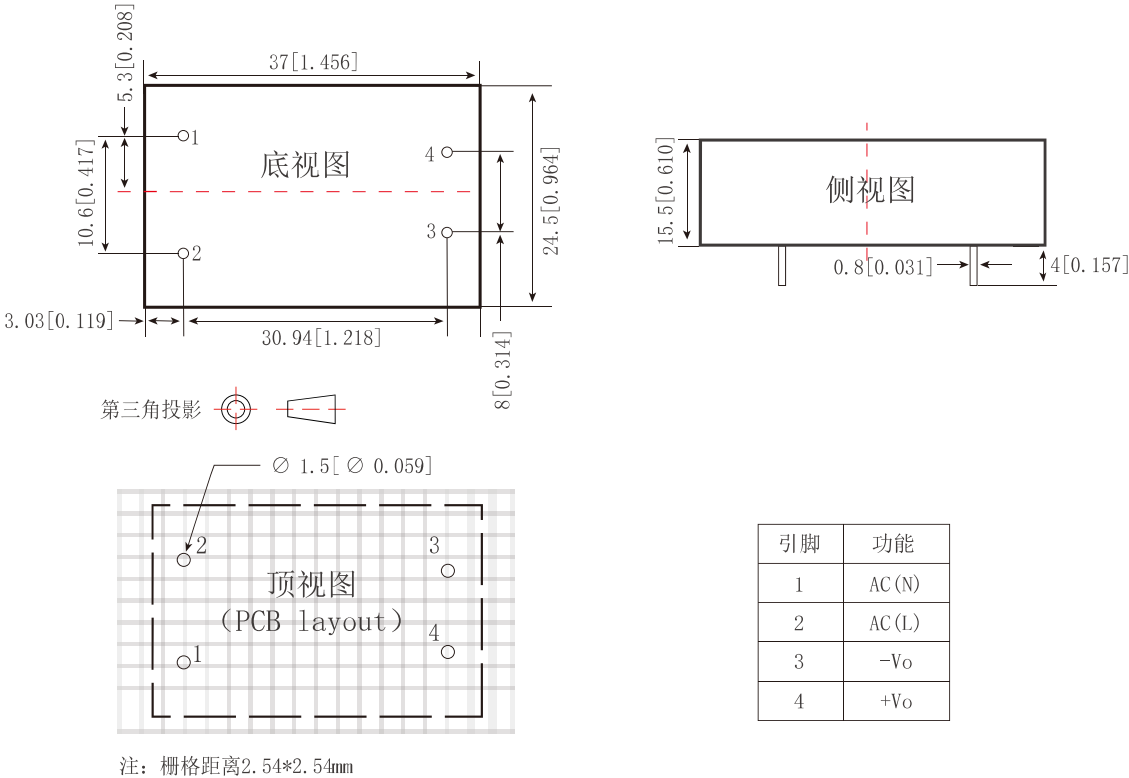 37[1.456]
5.3[0.208]
10.6[0.417]
1
底视图
4
3
2
24.5[0.964]
3.03[0.119]
30.94[1.218]
8[0.314]
15.5[0.610]
侧视图
0.8[0.031]
4[0.157]
第三角投影
∅ 1.5[ ∅ 0.059]
2
3
顶视图
(PCB layout)
4
1
引脚 功能
1 AC(N)
2 AC(L)
3 -Vo
4 +Vo
注: 栅格距离2.54*2.54mm